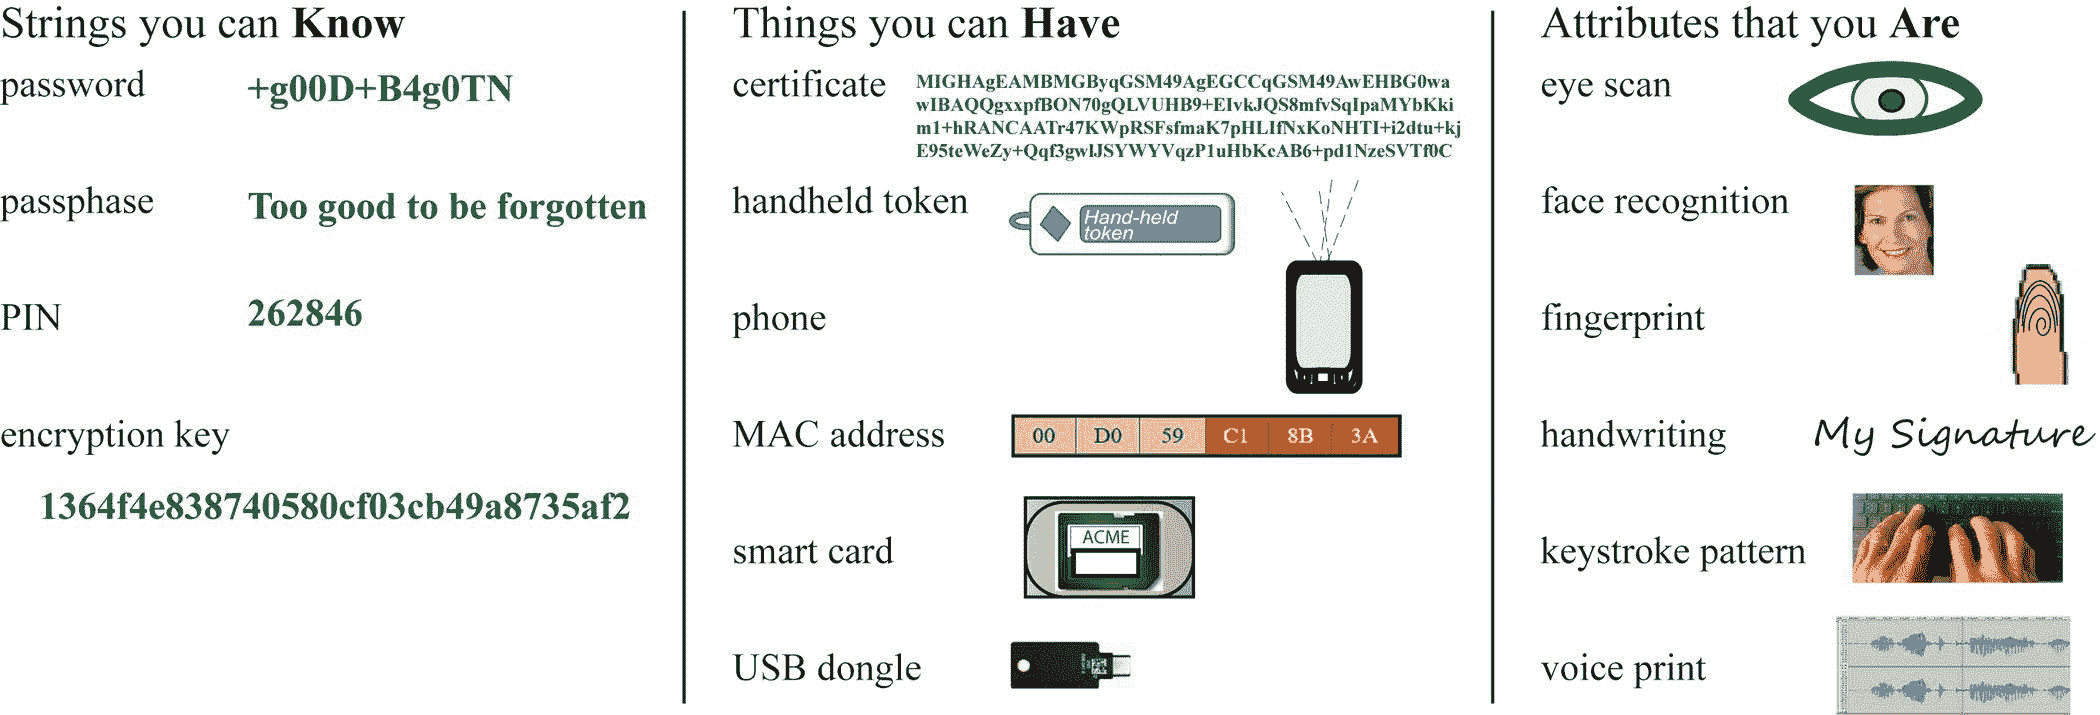 Strings you can Know
password
+g00D+B4g0TN
passphase
Too good to be forgotten
PIN
262846
encryption key
1364f4e838740580cf03cb49a8735af2
Things you can Have
certificate
MIGHAgEAMBMGByqGSM49AgEGCCqGSM49AwEHBG0wa
wIBAQQgxxpfBON70gQLVUHB9+EIvkJQS8mfvSqIpaMYbKki
m1+hRANCAATr47KWpRSFsfmaK7pHLIfNxKoNHTI+i2dtu+kj
E95teWeZy+Qqf3gwlJSYWYVqzP1uHbKcAB6+pd1NzeSVTf0C
handheld token
Hand-held
token
phone
MAC address
00 D0 59 C1 8B 3A
smart card
ACME
USB dongle
Attributes that you Are
eye scan
face recognition
fingerprint
handwriting
My Signature
keystroke pattern
voice print